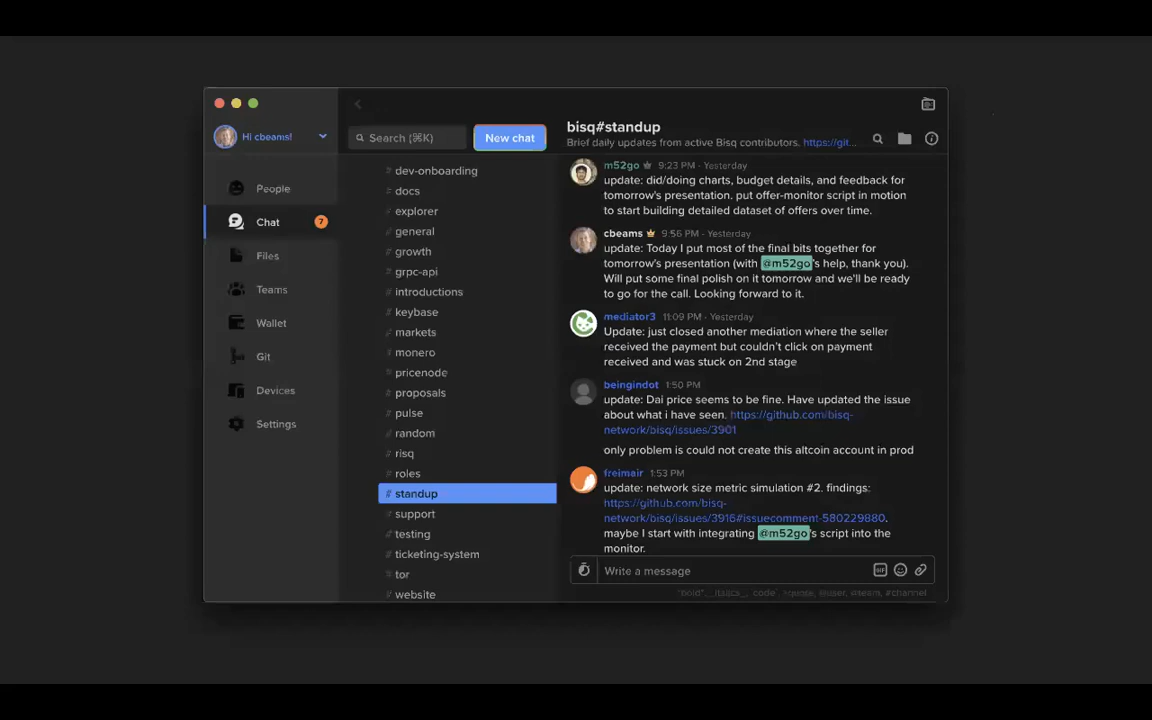 Hi cbeams!
People
Chat
7
Files
Teams
Wallet
Git
Devices
Settings
Search (⌘K)
New chat
# dev-onboarding
# docs
# explorer
# general
# growth
# grpc-api
# introductions
# keybase
# markets
# monero
# pricenode
# proposals
# pulse
# random
# risq
# roles
# standup
# support
# testing
# ticketing-system
# tor
# website
bisq#standup
Brief daily updates from active Bisq contributors. https://git...
m52go 9:23 PM - Yesterday
update: did/doing charts, budget details, and feedback for
tomorrow's presentation. put offer-monitor script in motion
to start building detailed dataset of offers over time.
cbeams 9:56 PM - Yesterday
update: Today I put most of the final bits together for
tomorrow's presentation (with @m52go's help, thank you).
Will put some final polish on it tomorrow and we'll be ready
to go for the call. Looking forward to it.
mediator3 11:09 PM - Yesterday
Update: just closed another mediation where the seller
received the payment but couldn't click on payment
received and was stuck on 2nd stage
beingindot 1:50 PM
update: Dai price seems to be fine. Have updated the issue
about what i have seen. https://github.com/bisq-
network/bisq/issues/3901
only problem is could not create this altcoin account in prod
freimair 1:53 PM
update: network size metric simulation #2. findings:
https://github.com/bisq-
network/bisq/issues/3916#issuecomment-580229880.
maybe I start with integrating @m52go's script into the
monitor.
Write a message
GIF
*bold*, _italics_, `code`, >quote, @user, @team, #channel